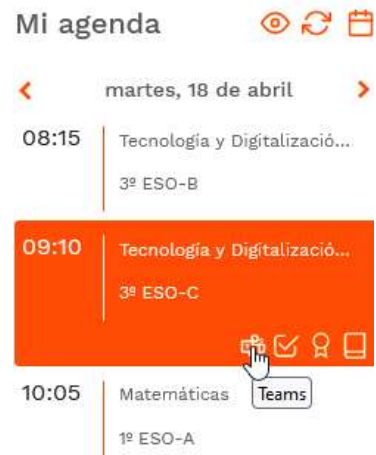 Mi agenda
martes, 18 de abril
08:15 Tecnología y Digitalizació...
3º ESO-B
09:10 Tecnología y Digitalizació...
3º ESO-C
10:05 Matemáticas
Teams
1º ESO-A